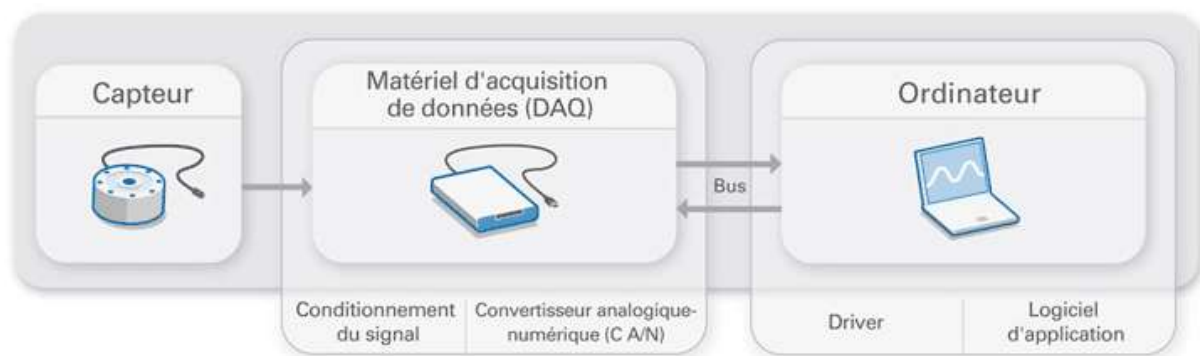 Capteur
Matériel d'acquisition
de données (DAQ)
Ordinateur
Bus
Conditionnement
du signal
Convertisseur analogique-
numérique (C A/N)
Driver
Logiciel
d'application